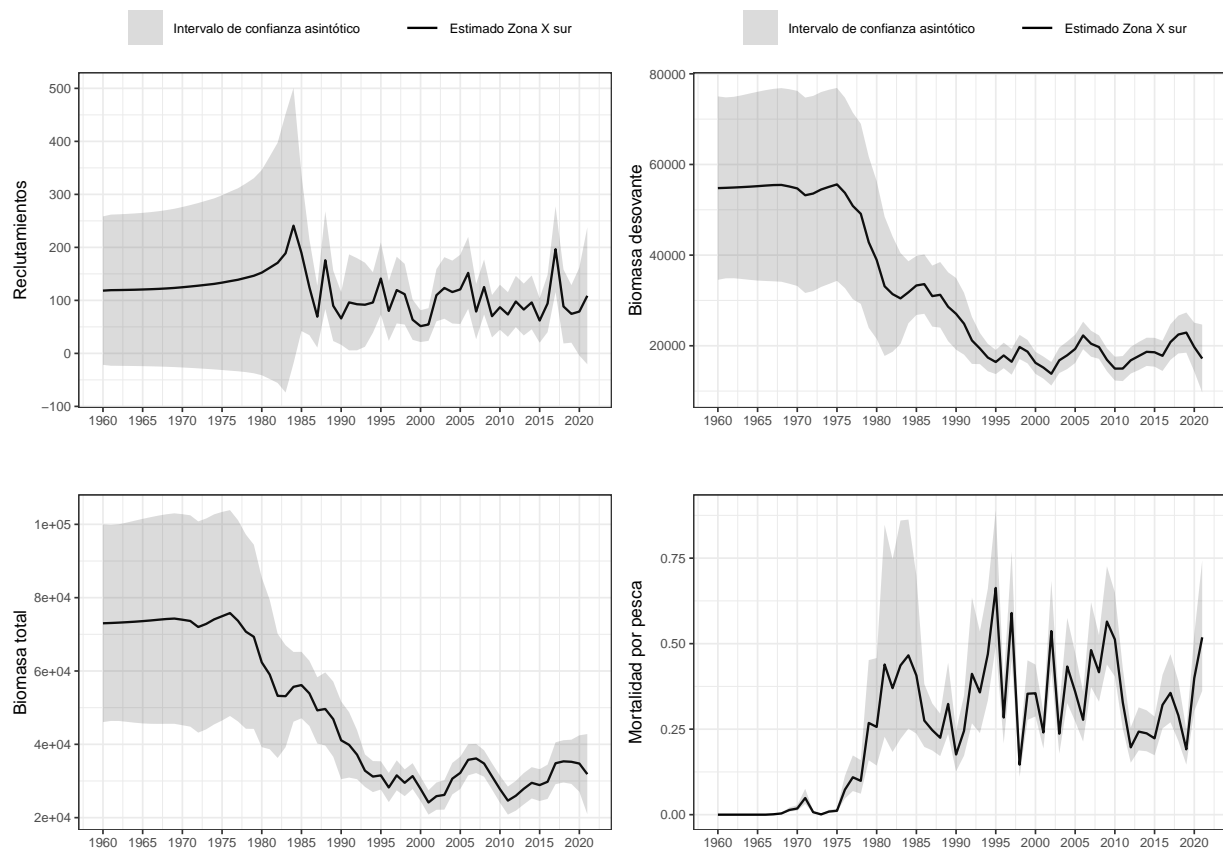 Intervalo de confianza asintótico Estimado Zona X sur
Intervalo de confianza asintótico Estimado Zona X sur
Reclutamientos
500
400
300
200
100
0
−100
1960 1965 1970 1975 1980 1985 1990 1995 2000 2005 2010 2015 2020
Biomasa desovante
80000
60000
40000
20000
1960 1965 1970 1975 1980 1985 1990 1995 2000 2005 2010 2015 2020
Biomasa total
1e+05
8e+04
6e+04
4e+04
2e+04
1960 1965 1970 1975 1980 1985 1990 1995 2000 2005 2010 2015 2020
Mortalidad por pesca
0.75
0.50
0.25
0.00
1960 1965 1970 1975 1980 1985 1990 1995 2000 2005 2010 2015 2020